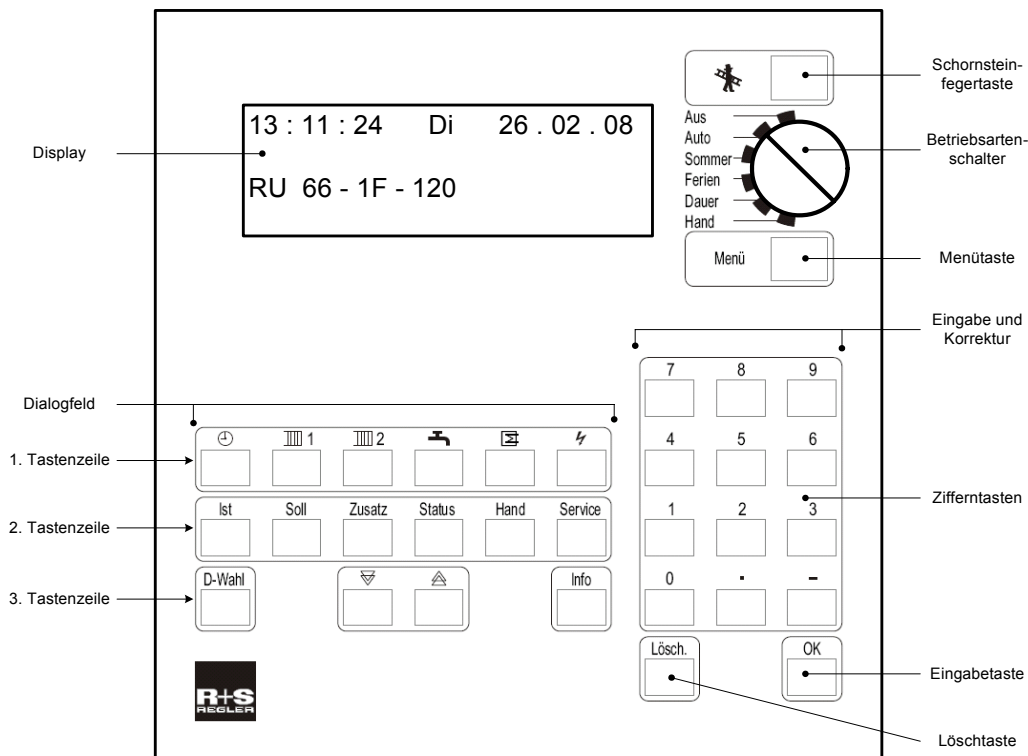 Schornstein-
fegertaste
Aus
Auto
Sommer
Ferien
Dauer
Hand
Betriebsarten-
schalter
Display
13 : 11 : 24 Di 26 . 02 . 08
RU 66 - 1F - 120
Menü
Menütaste
Eingabe und
Korrektur
7 8 9
4 5 6
1 2 3
0 . –
Zifferntasten
Dialogfeld
1. Tastenzeile
1 2
2. Tastenzeile
Ist Soll Zusatz Status Hand Service
3. Tastenzeile
D-Wahl Info
Lösch. OK
Eingabetaste
Löschtaste
R+S
REGLER